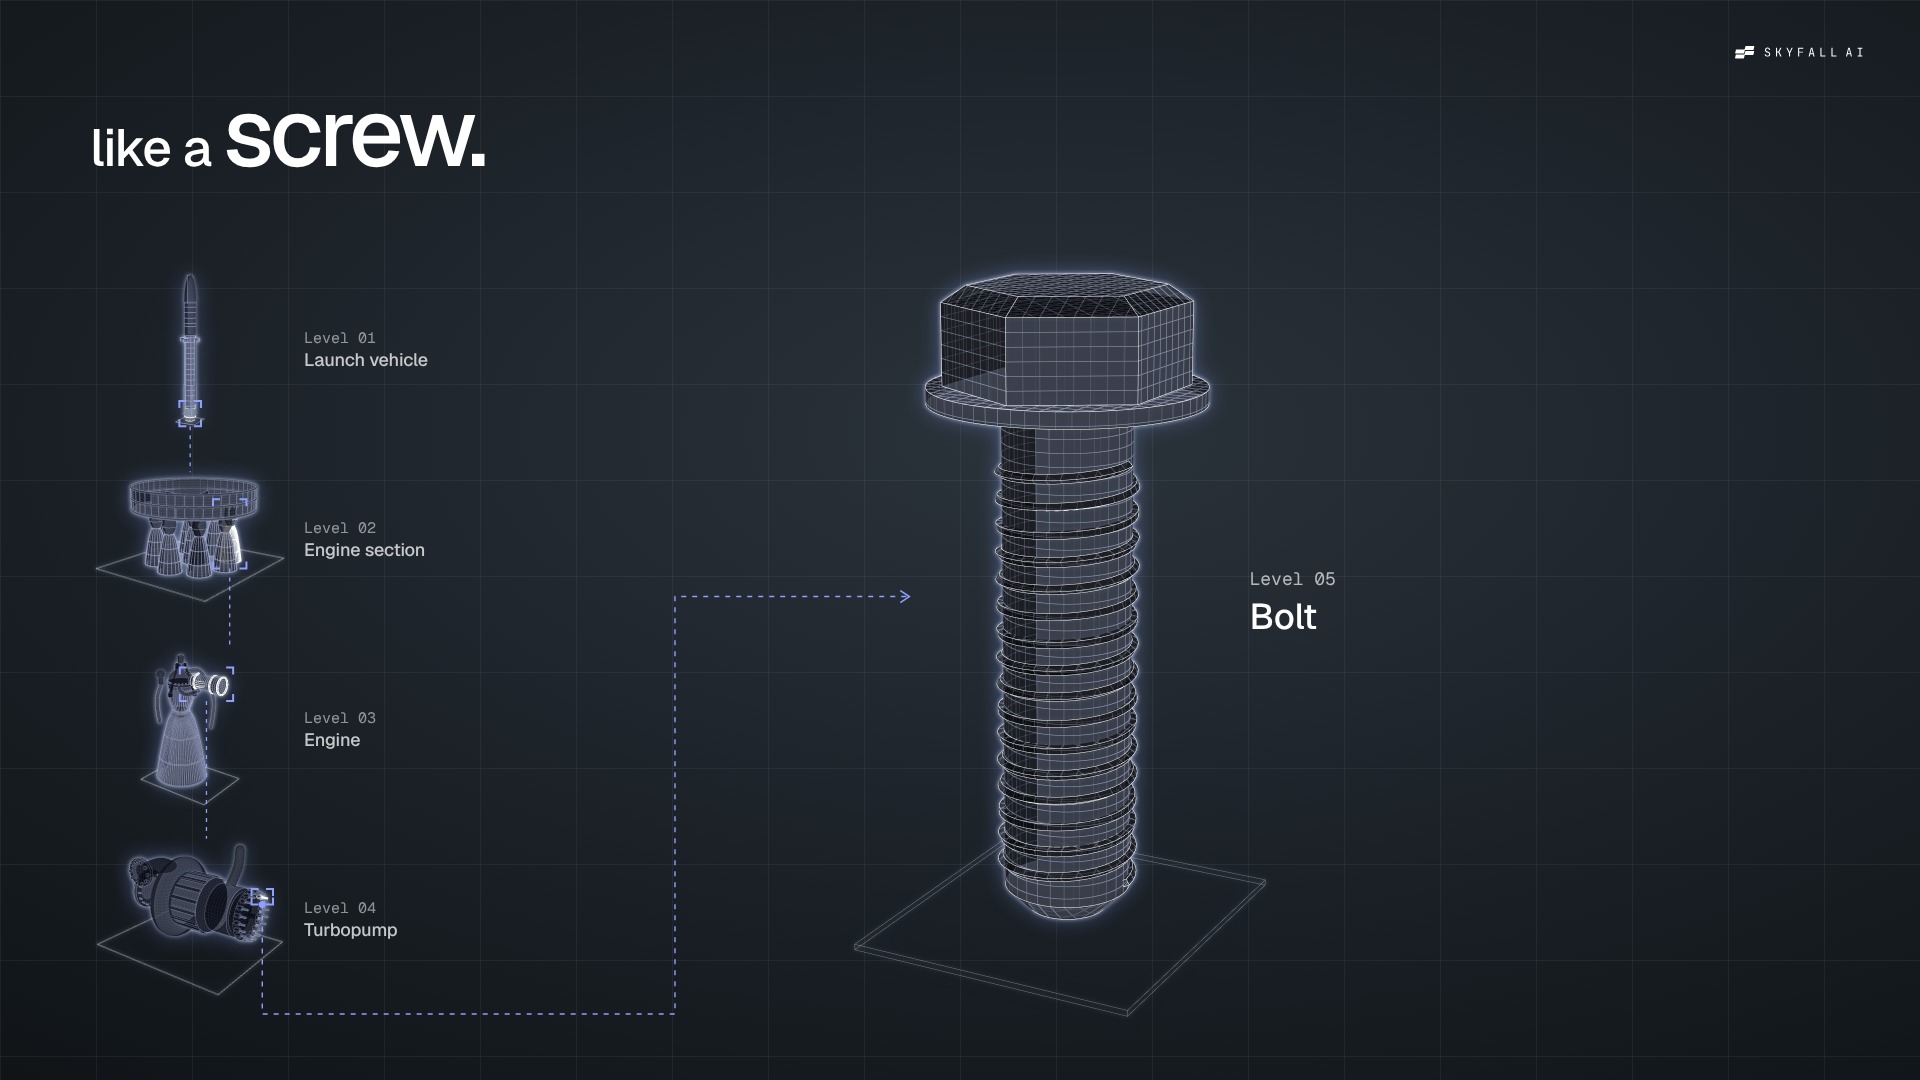 SKYFALL AI
like a screw.
Level 01
Launch vehicle
Level 02
Engine section
Level 03
Engine
Level 04
Turbopump
Level 05
Bolt